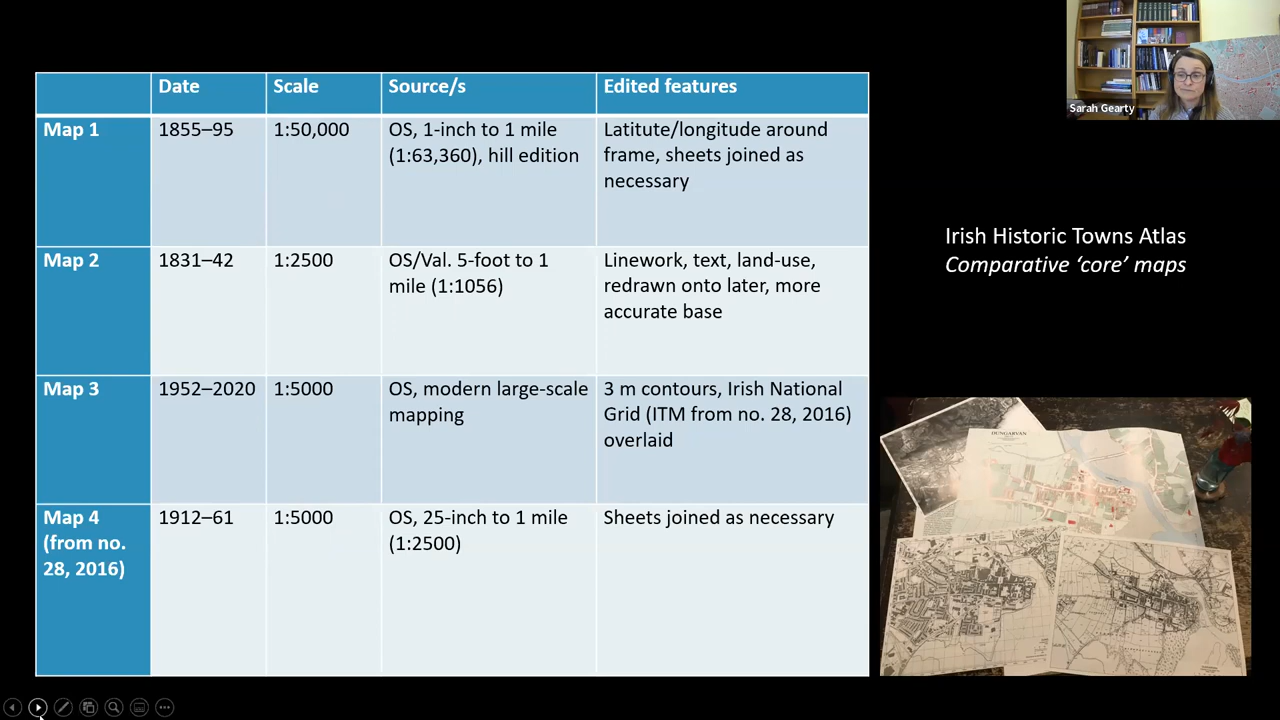 Date
Scale
Source/s
Edited features
Map 1
1855–95
1:50,000
OS, 1-inch to 1 mile
(1:63,360), hill edition
Latitute/longitude around
frame, sheets joined as
necessary
Map 2
1831–42
1:2500
OS/Val. 5-foot to 1
mile (1:1056)
Linework, text, land-use,
redrawn onto later, more
accurate base
Map 3
1952–2020
1:5000
OS, modern large-scale
mapping
3 m contours, Irish National
Grid (ITM from no. 28, 2016)
overlaid
Map 4
(from no.
28, 2016)
1912–61
1:5000
OS, 25-inch to 1 mile
(1:2500)
Sheets joined as necessary
Sarah Gearty
Irish Historic Towns Atlas
Comparative ‘core’ maps
DUNGARVAN